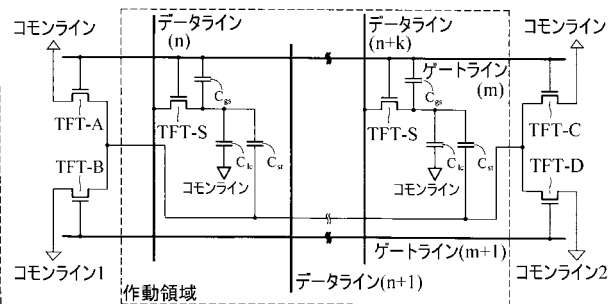 コモンライン
データライン
(n)
データライン
(n+k)
コモンライン
ゲートライン
(m)
TFT-A
TFT-B
TFT-S
Cgs
Clc
Cst
コモンライン
TFT-S
Cgs
Clc
Cst
コモンライン
TFT-C
TFT-D
コモンライン1
作動領域
データライン(n+1)
ゲートライン(m+1)
コモンライン2